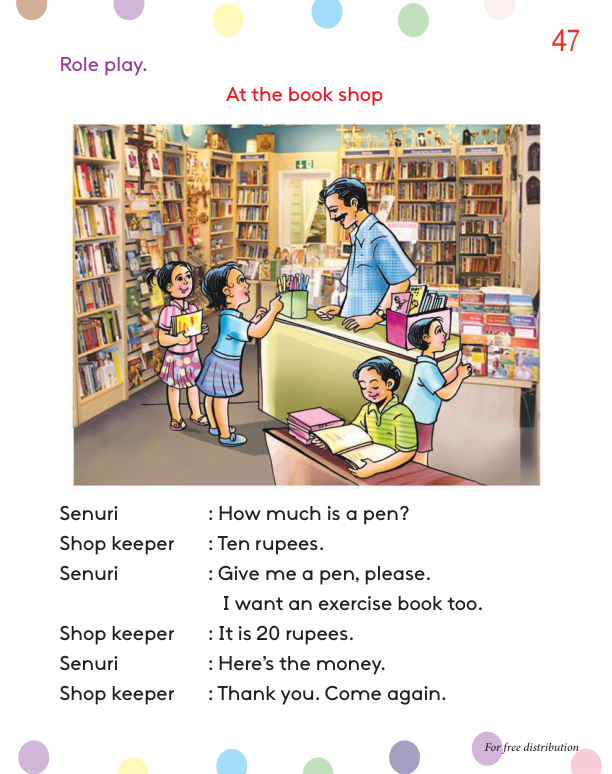 47
Role play.
At the book shop
Senuri : How much is a pen?
Shop keeper : Ten rupees.
Senuri : Give me a pen, please.
I want an exercise book too.
Shop keeper : It is 20 rupees.
Senuri : Here’s the money.
Shop keeper : Thank you. Come again.
For free distribution